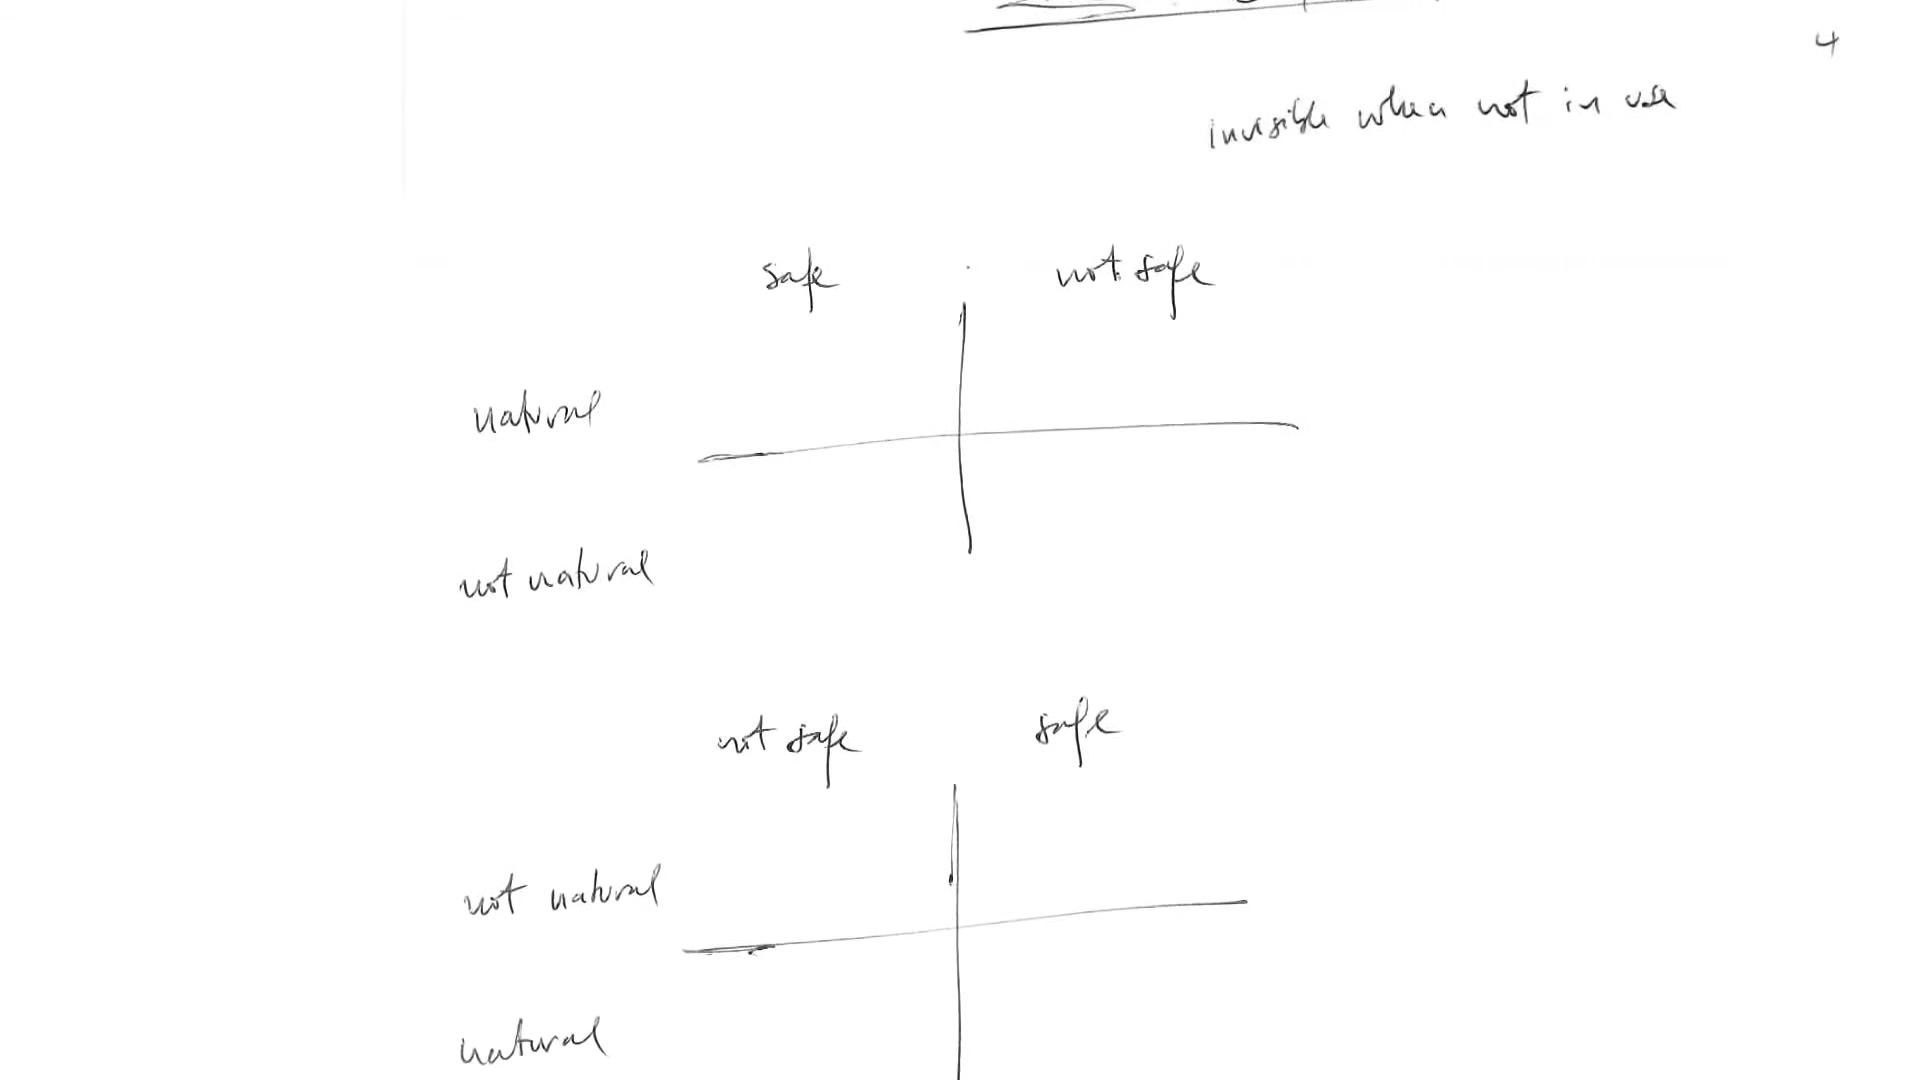 4
invisible when not in use
safe not safe
natural
not natural
not safe safe
not natural
natural